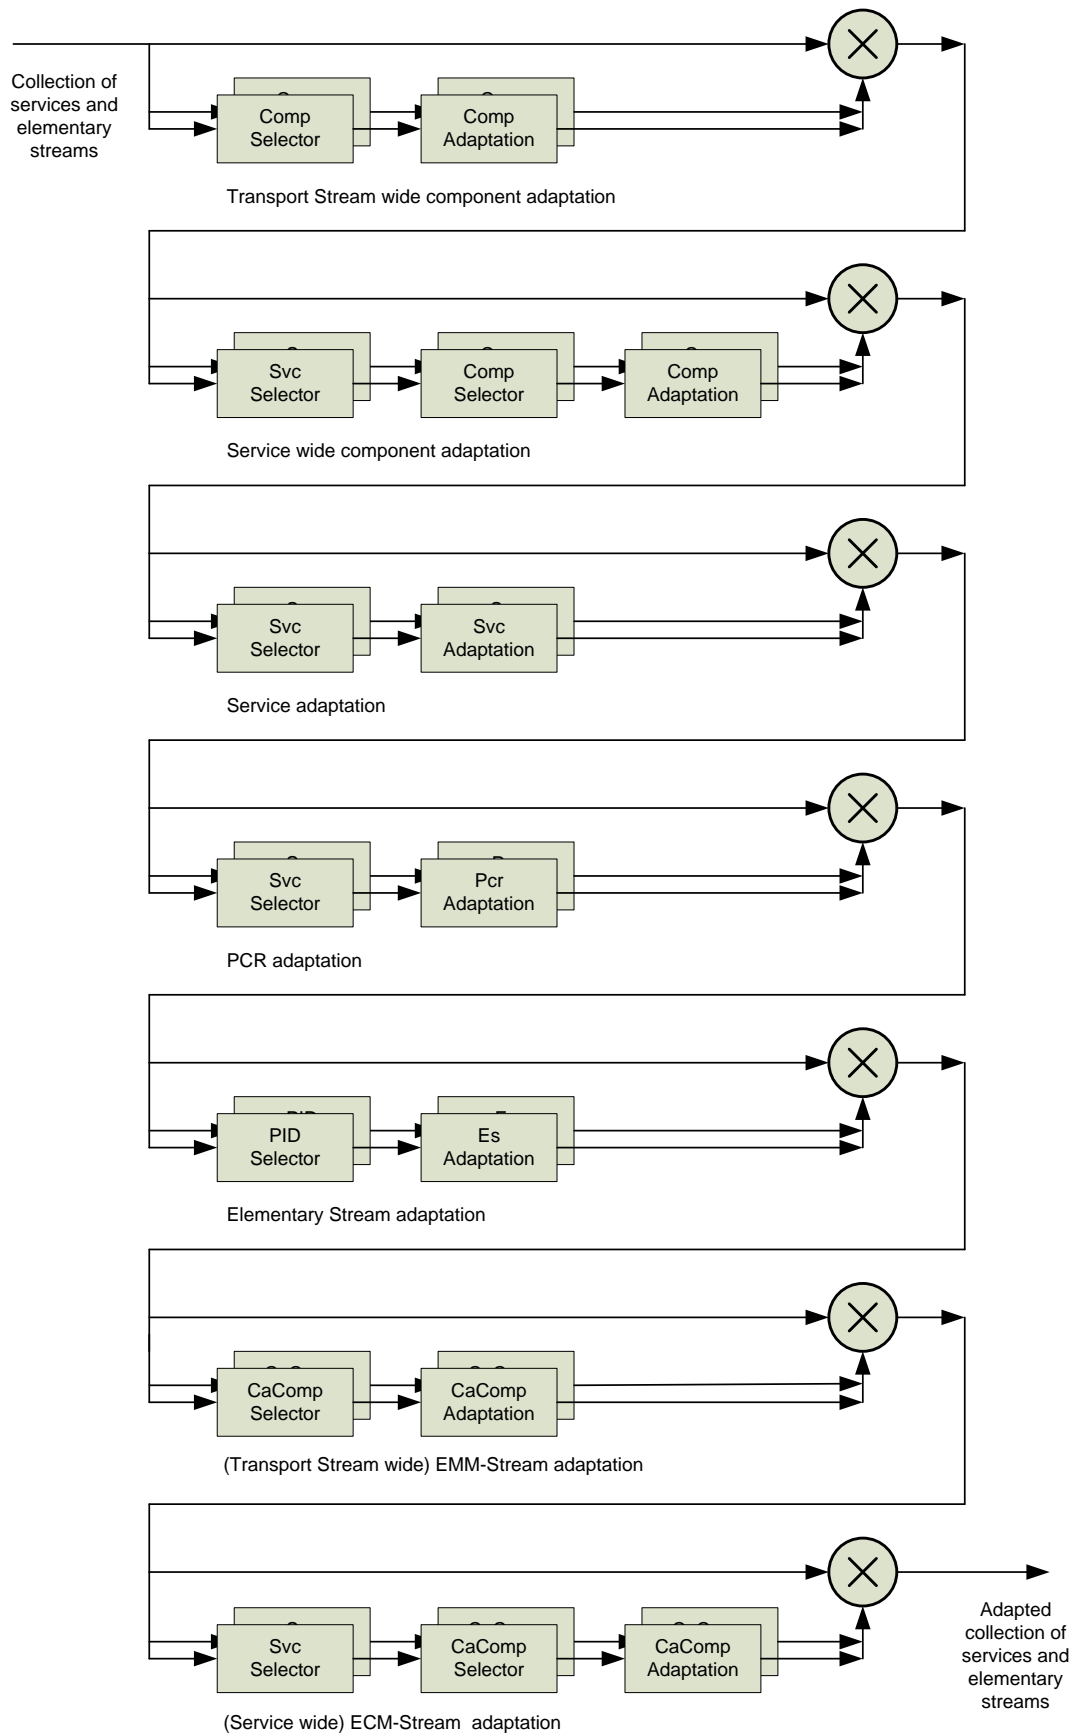 Collection of
services and
elementary
streams
Comp
Selector
Comp
Adaptation
Transport Stream wide component adaptation
Svc
Selector
Comp
Selector
Comp
Adaptation
Service wide component adaptation
Svc
Selector
Svc
Adaptation
Service adaptation
Svc
Selector
Pcr
Adaptation
PCR adaptation
PID
Selector
Es
Adaptation
Elementary Stream adaptation
CaComp
Selector
CaComp
Adaptation
(Transport Stream wide) EMM-Stream adaptation
Svc
Selector
CaComp
Selector
CaComp
Adaptation
Adapted
collection of
services and
elementary
streams
(Service wide) ECM-Stream adaptation